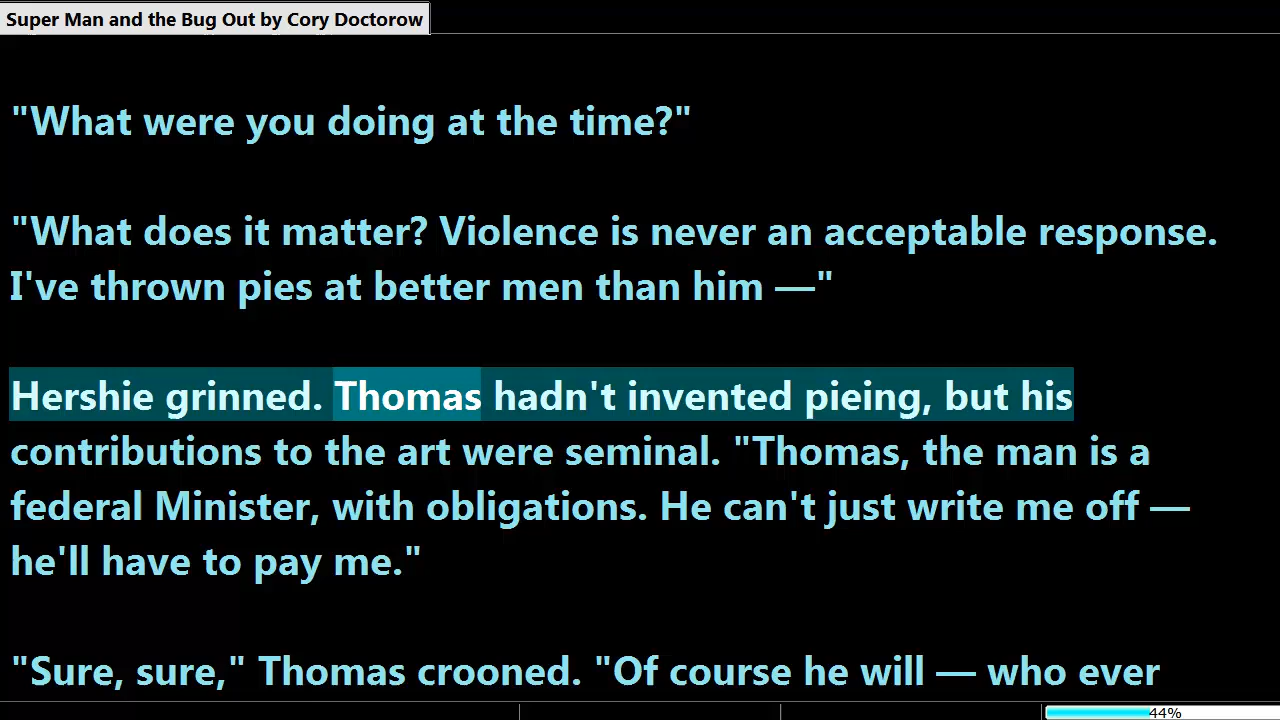 Super Man and the Bug Out by Cory Doctorow
"What were you doing at the time?"
"What does it matter? Violence is never an acceptable response.
I've thrown pies at better men than him —"
Hershie grinned. Thomas hadn't invented pieing, but his
contributions to the art were seminal. "Thomas, the man is a
federal Minister, with obligations. He can't just write me off —
he'll have to pay me."
"Sure, sure," Thomas crooned. "Of course he will — who ever
44%